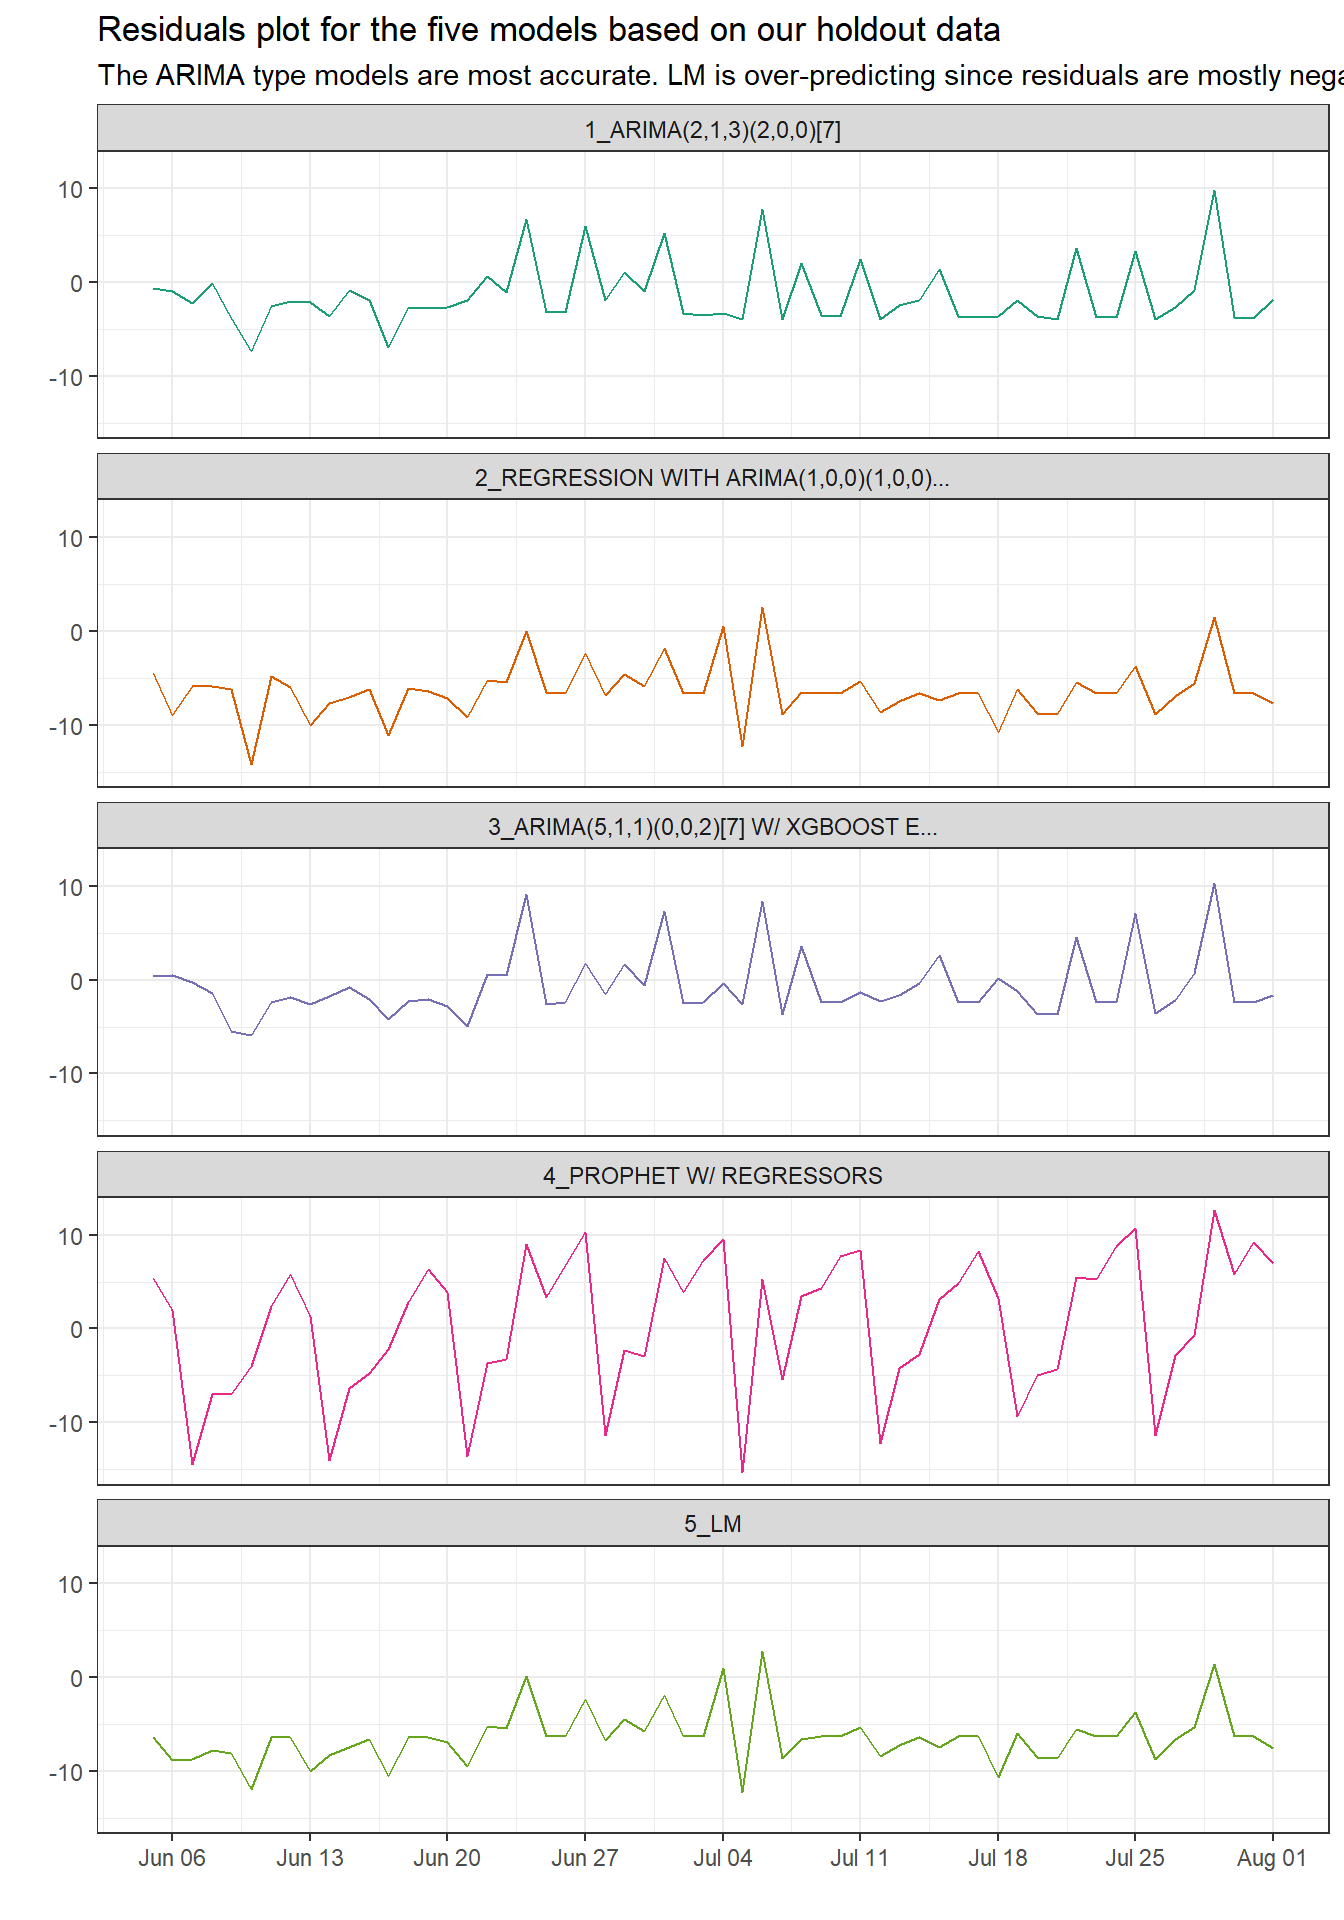 Residuals plot for the five models based on our holdout data
The ARIMA type models are most accurate. LM is over-predicting since residuals are mostly nega
1_ARIMA(2,1,3)(2,0,0)[7]
10
0
-10
2_REGRESSION WITH ARIMA(1,0,0)(1,0,0)...
10
0
-10
3_ARIMA(5,1,1)(0,0,2)[7] W/ XGBOOST E...
10
0
-10
4_PROPHET W/ REGRESSORS
10
0
-10
5_LM
10
0
-10
Jun 06 Jun 13 Jun 20 Jun 27 Jul 04 Jul 11 Jul 18 Jul 25 Aug 01